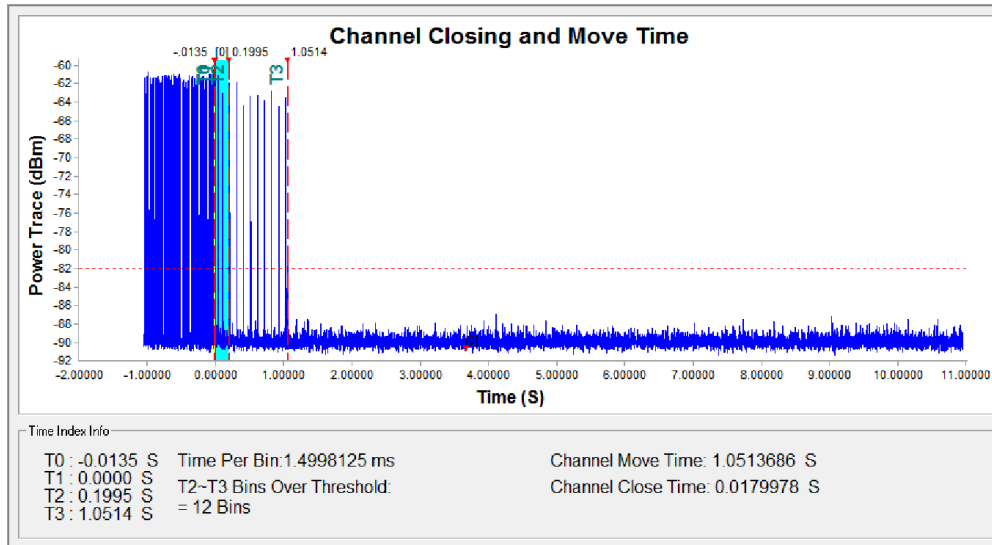 Channel Closing and Move Time
-.0135 [0] 0.1995 1.0514
T0 T2 T3
-60
-62
-64
-66
-68
-70
-72
-74
-76
-78
-80
-82
-84
-86
-88
-90
-92
Power Trace (dBm)
-2.00000 -1.00000 0.00000 1.00000 2.00000 3.00000 4.00000 5.00000 6.00000 7.00000 8.00000 9.00000 10.00000 11.00000
Time (S)
Time Index Info
T0 : -0.0135 S Time Per Bin:1.4998125 ms Channel Move Time: 1.0513686 S
T1 : 0.0000 S T2~T3 Bins Over Threshold: Channel Close Time: 0.0179978 S
T2 : 0.1995 S = 12 Bins
T3 : 1.0514 S